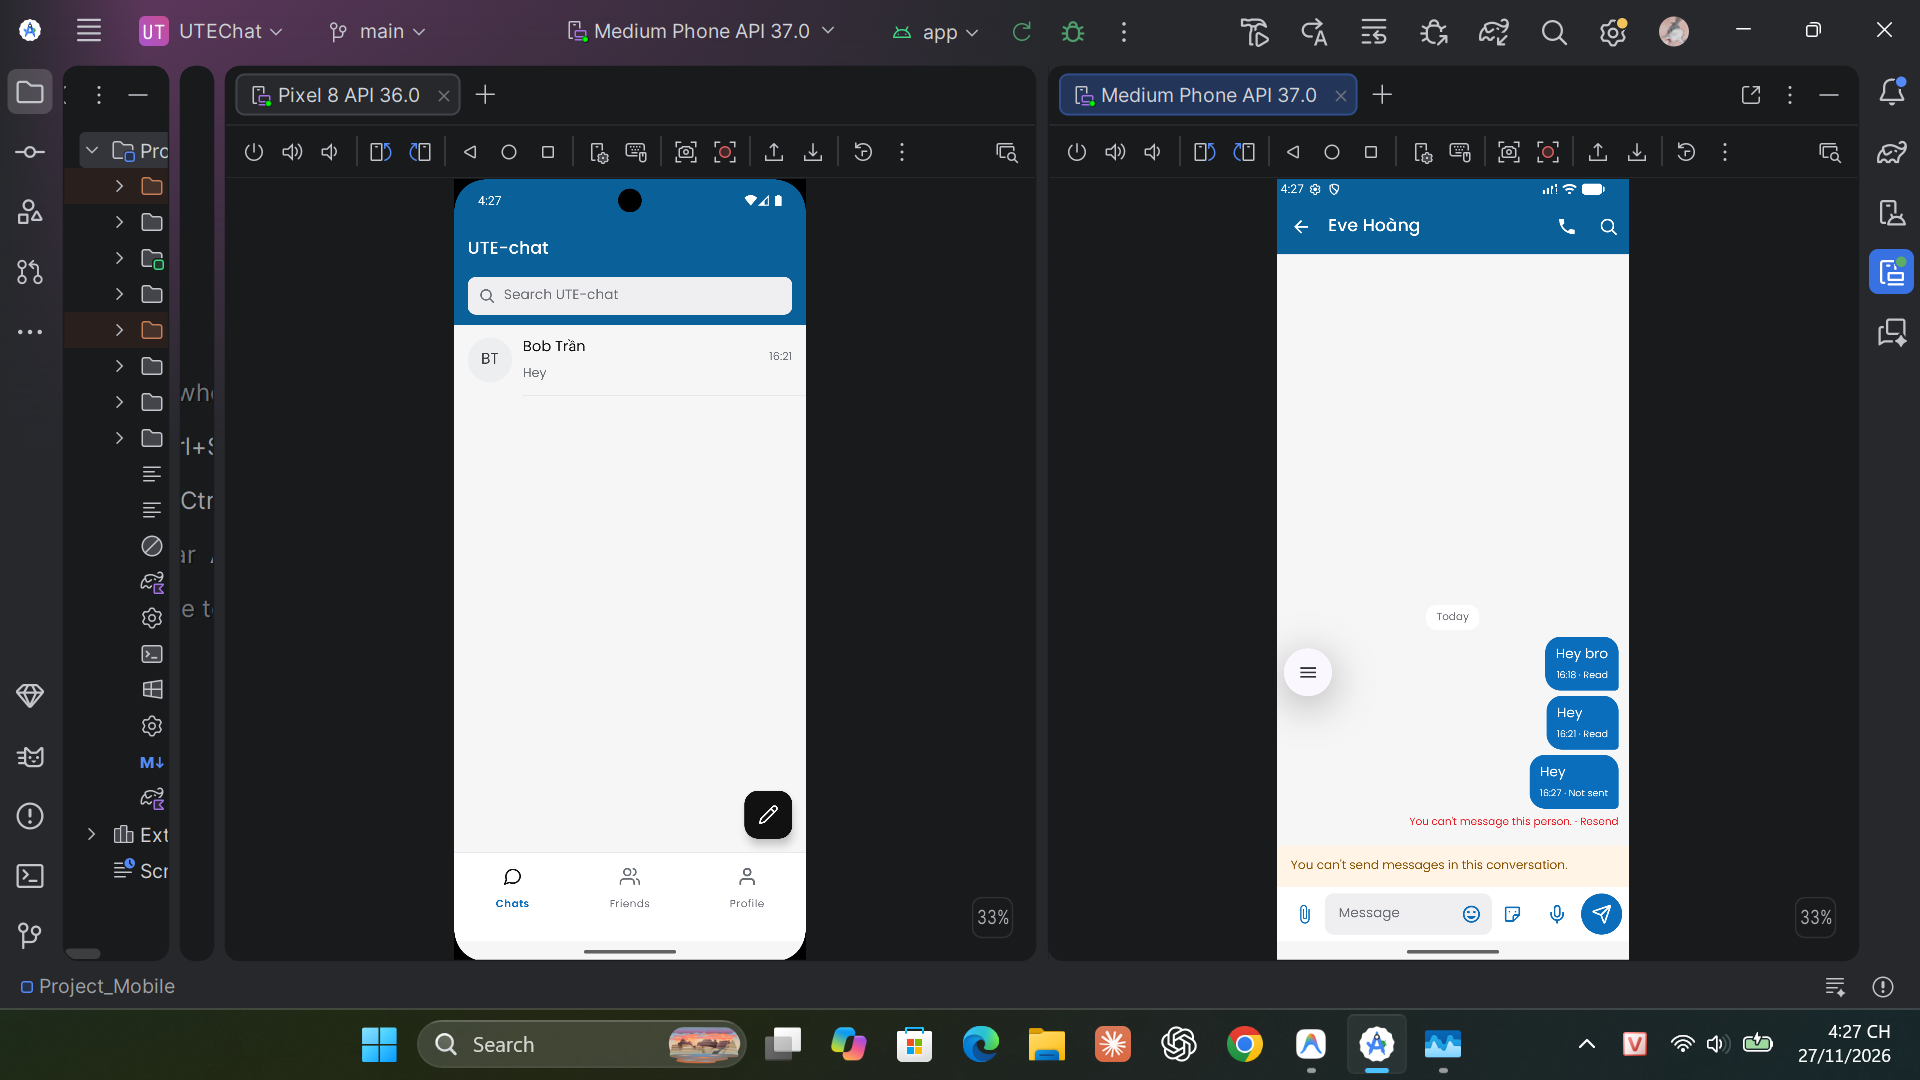 UT UTEChat main Medium Phone API 37.0 app
Pixel 8 API 36.0
Medium Phone API 37.0
Pro
4:27
UTE-chat
Search UTE-chat
BT
Bob Trần
16:21
Hey
Chats
Friends
Profile
33%
4:27
Eve Hoàng
Today
Hey bro
16:18 · Read
Hey
16:21 · Read
Hey
16:27 · Not sent
You can't message this person. · Resend
You can't send messages in this conversation.
Message
33%
M↓
Ext
Scr
Project_Mobile
Search
V
4:27 CH
27/11/2026